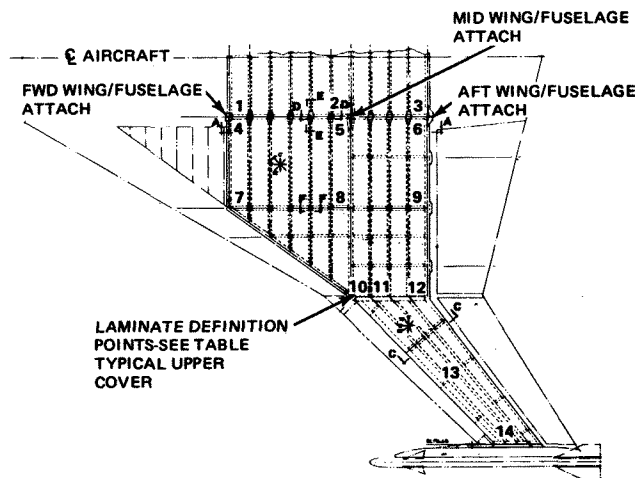 MID WING/FUSELAGE
ATTACH
℄ AIRCRAFT
FWD WING/FUSELAGE
ATTACH
AFT WING/FUSELAGE
ATTACH
1 D E 2 D 3
A 4 E 5 6 A
7 F F 8 9
10 11 12
C
LAMINATE DEFINITION
POINTS-SEE TABLE
TYPICAL UPPER
COVER
C
13
14